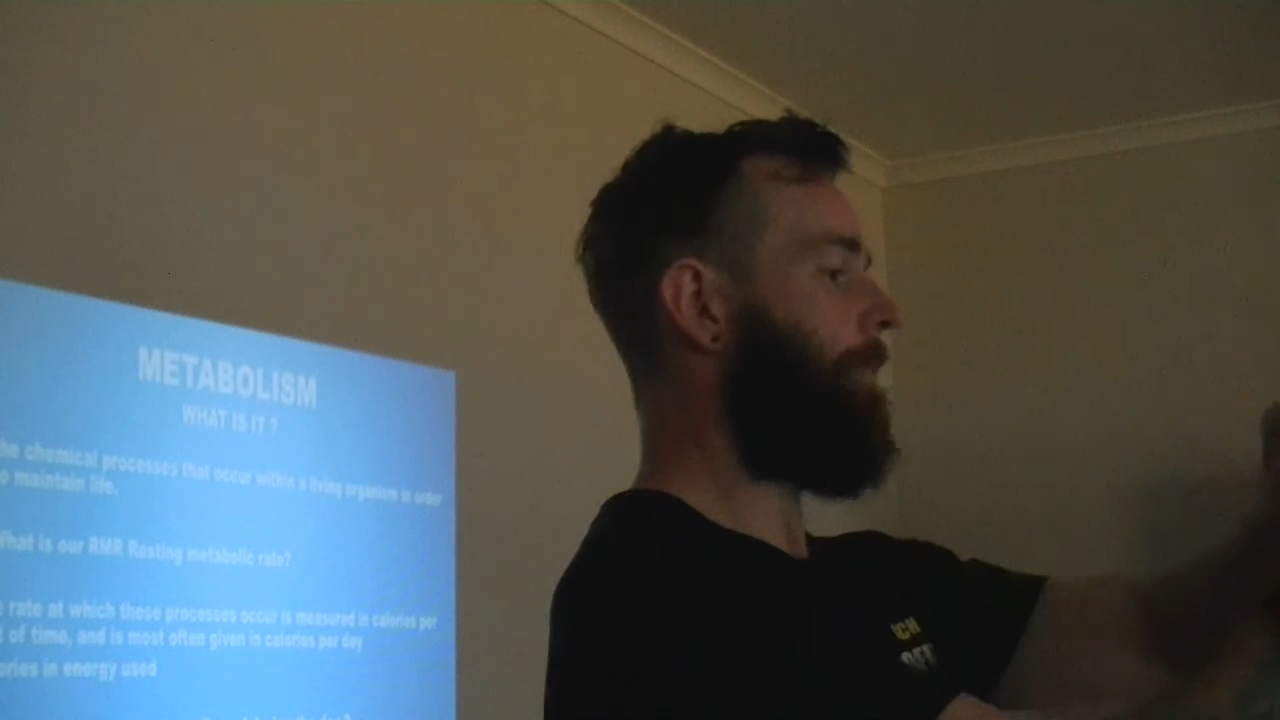 METABOLISM
WHAT IS IT ?
he chemical processes that occur within a living organism in order
o maintain life.
What is our RMR Resting metabolic rate?
rate at which these processes occur is measured in calories per
of time, and is most often given in calories per day
ories in energy used